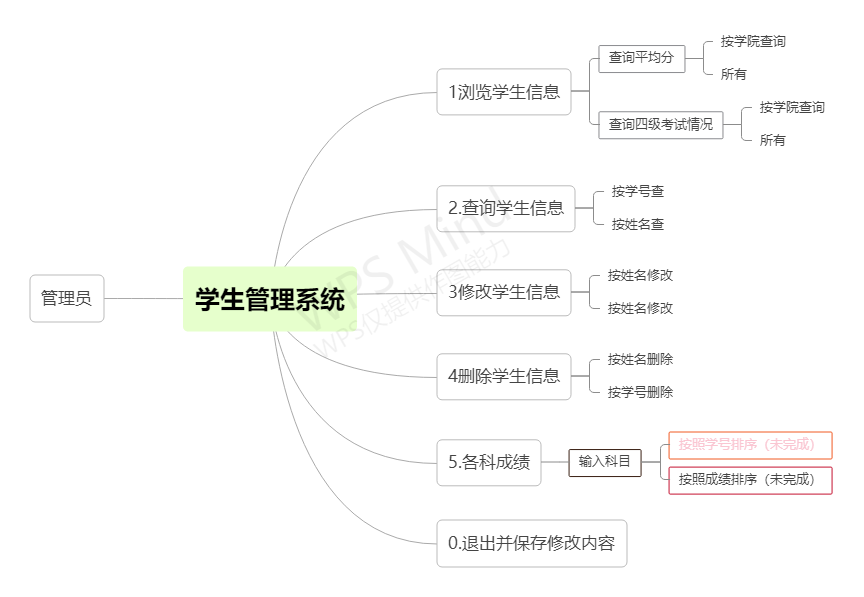 管理员
学生管理系统
1浏览学生信息
查询平均分
按学院查询
所有
查询四级考试情况
按学院查询
所有
2.查询学生信息
按学号查
按姓名查
3修改学生信息
按姓名修改
按姓名修改
4删除学生信息
按姓名删除
按学号删除
5.各科成绩
输入科目
按照学号排序（未完成）
按照成绩排序（未完成）
0.退出并保存修改内容
WPS Mind
WPS仅提供作图能力